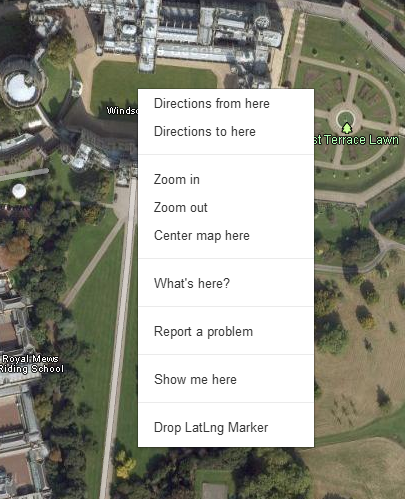 Directions from here
Windso
Directions to here
st Terrace Lawn
Zoom in
Zoom out
Center map here
What's here?
Report a problem
Royal Mews
Riding School
Show me here
Drop LatLng Marker